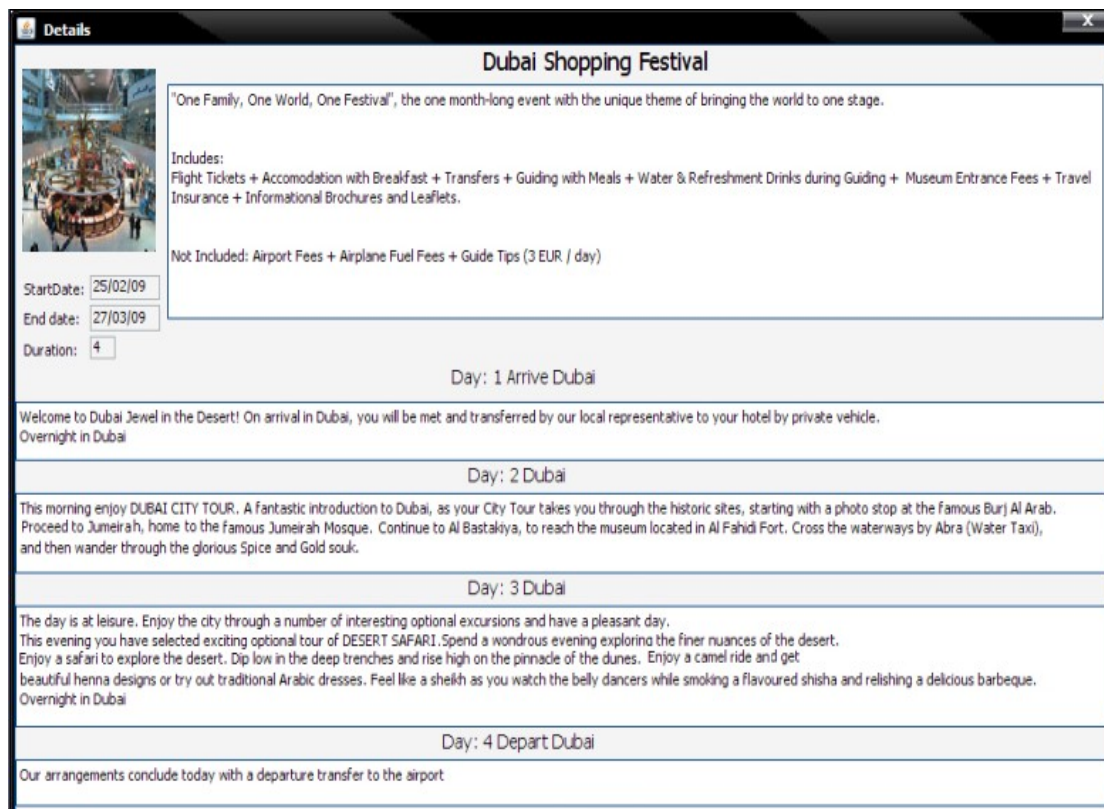 Details
X
Dubai Shopping Festival
"One Family, One World, One Festival", the one month-long event with the unique theme of bringing the world to one stage.
Includes:
Flight Tickets + Accomodation with Breakfast + Transfers + Guiding with Meals + Water & Refreshment Drinks during Guiding + Museum Entrance Fees + Travel
Insurance + Informational Brochures and Leaflets.
Not Included: Airport Fees + Airplane Fuel Fees + Guide Tips (3 EUR / day)
StartDate: 25/02/09
End date: 27/03/09
Duration: 4
Day: 1 Arrive Dubai
Welcome to Dubai Jewel in the Desert! On arrival in Dubai, you will be met and transferred by our local representative to your hotel by private vehicle.
Overnight in Dubai
Day: 2 Dubai
This morning enjoy DUBAI CITY TOUR. A fantastic introduction to Dubai, as your City Tour takes you through the historic sites, starting with a photo stop at the famous Burj Al Arab.
Proceed to Jumeirah, home to the famous Jumeirah Mosque. Continue to Al Bastakiya, to reach the museum located in Al Fahidi Fort. Cross the waterways by Abra (Water Taxi),
and then wander through the glorious Spice and Gold souk.
Day: 3 Dubai
The day is at leisure. Enjoy the city through a number of interesting optional excursions and have a pleasant day.
This evening you have selected exciting optional tour of DESERT SAFARI.Spend a wondrous evening exploring the finer nuances of the desert.
Enjoy a safari to explore the desert. Dip low in the deep trenches and rise high on the pinnacle of the dunes. Enjoy a camel ride and get
beautiful henna designs or try out traditional Arabic dresses. Feel like a sheikh as you watch the belly dancers while smoking a flavoured shisha and relishing a delicious barbeque.
Overnight in Dubai
Day: 4 Depart Dubai
Our arrangements conclude today with a departure transfer to the airport